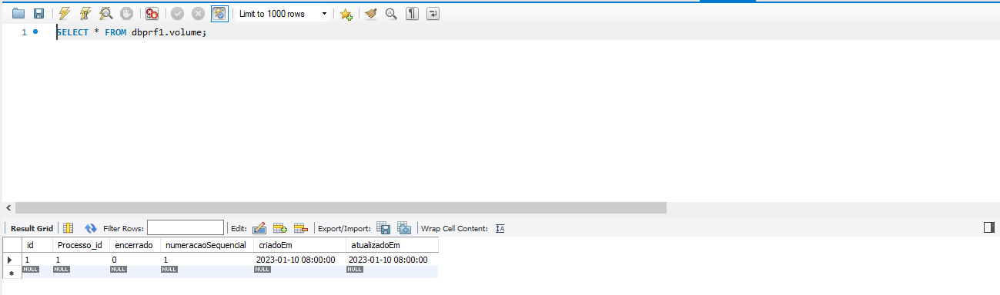 Limit to 1000 rows
1 SELECT * FROM dbprf1.volume;
Result Grid Filter Rows: Edit: Export/Import: Wrap Cell Content: IA
id Processo_id encerrado numeracaoSequencial criadoEm atualizadoEm
1 1 0 1 2023-01-10 08:00:00 2023-01-10 08:00:00
NULL NULL NULL NULL NULL NULL